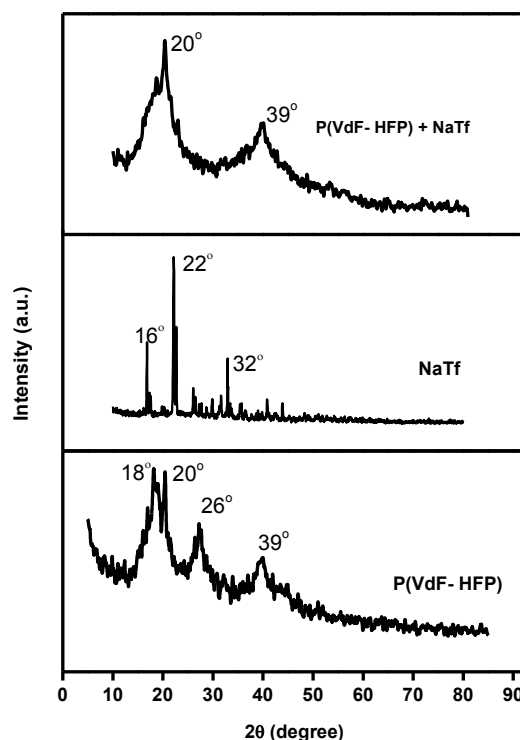 20°
39°
P(VdF- HFP) + NaTf
22°
16°
32°
NaTf
18°
20°
26°
39°
P(VdF- HFP)
Intensity (a.u.)
0 10 20 30 40 50 60 70 80 90
2θ (degree)